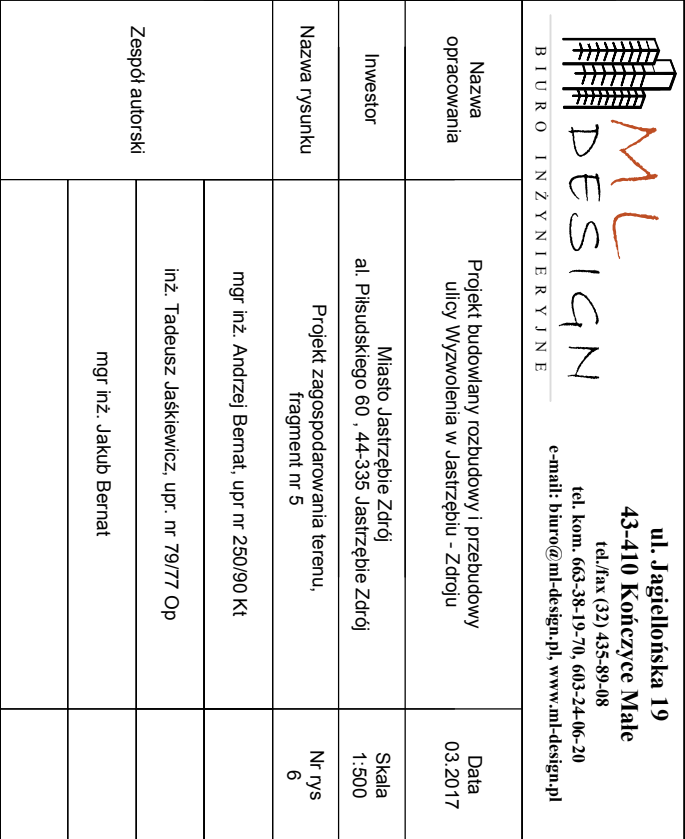 ML
DESIGN
BIURO INŻYNIERYJNE
ul. Jagiellońska 19
43-410 Kończyce Małe
tel./fax (32) 435-89-08
tel. kom. 663-38-19-70, 603-24-06-20
e-mail: biuro@ml-design.pl, www.ml-design.pl
Nazwa
opracowania
Projekt budowlany rozbudowy i przebudowy
ulicy Wyzwolenia w Jastrzębiu - Zdroju
Data
03.2017
Inwestor
Miasto Jastrzębie Zdrój
al. Piłsudskiego 60 , 44-335 Jastrzębie Zdrój
Skala
1:500
Nazwa rysunku
Projekt zagospodarowania terenu,
fragment nr 5
Nr rys
6
Zespół autorski
mgr inż. Andrzej Bernat, upr nr 250/90 Kt
inż. Tadeusz Jaśkiewicz, upr. nr 79/77 Op
mgr inż. Jakub Bernat